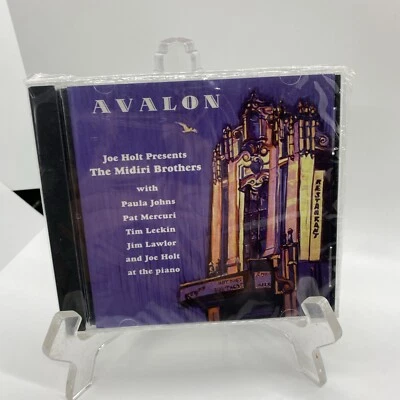 AVALON
Joe Holt Presents
The Midiri Brothers
with
Paula Johns
Pat Mercuri
Tim Leckin
Jim Lawlor
and Joe Holt
at the piano
RESTAURANT